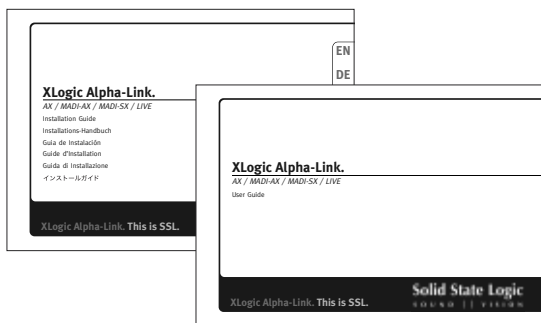 EN
DE
XLogic Alpha-Link.
AX / MADI-AX / MADI-SX / LIVE
Installation Guide
Installations-Handbuch
Guia de Instalación
Guide d'Installation
Guida di Installazione
インストールガイド
XLogic Alpha-Link. This is SSL.
XLogic Alpha-Link.
AX / MADI-AX / MADI-SX / LIVE
User Guide
XLogic Alpha-Link. This is SSL.
Solid State Logic
SOUND || VISION